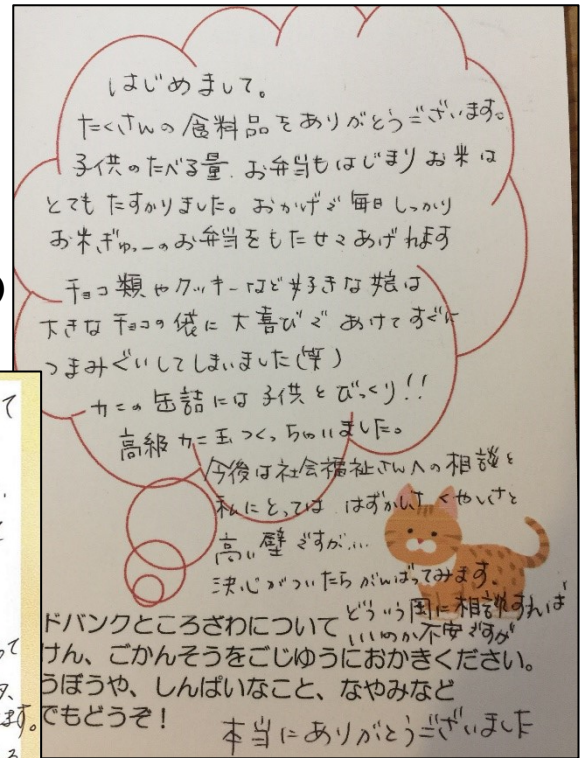 はじめまして。
たくさんの食料品をありがとうございます。
子供のたべる量、お弁当もはじまりお米は
とてもたすかりました。おかげで毎日しっかり
お米ぎゅーのお弁当をもたせてあげれます
チョコ類やクッキーなど好きな娘は
大きなチョコの袋に大喜びであけてすぐに
つまみぐいしてしまいました(笑)
カニの缶詰には子供とびっくり!!
高級カニ玉つくっちゃいました。
今後は社会福祉さんへの相談と
私にとっては はずかしさ くやしさと
高い壁ですが…
決心がついたらがんばってみます。
どういう風に相談すれば
いいのか不安ですが
ドバンクところざわについて
けん、ごかんそうをごじゆうにおかきください。
うぼうや、しんぱいなこと、なやみなど
でもどうぞ!
本当にありがとうございました
て
って
ます。